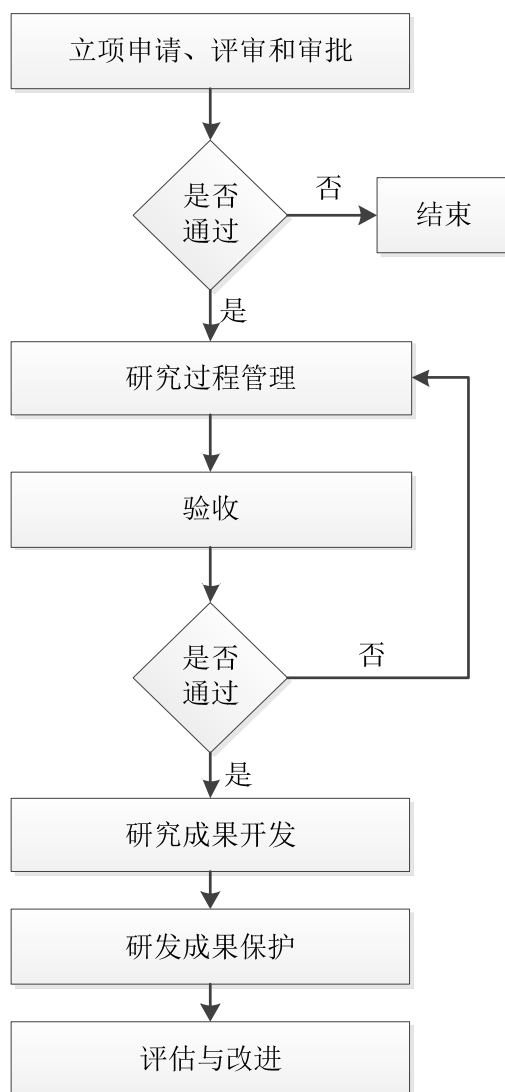 立项申请、评审和审批
是否
通过
否
结束
是
研究过程管理
验收
是否
通过
否
是
研究成果开发
研发成果保护
评估与改进